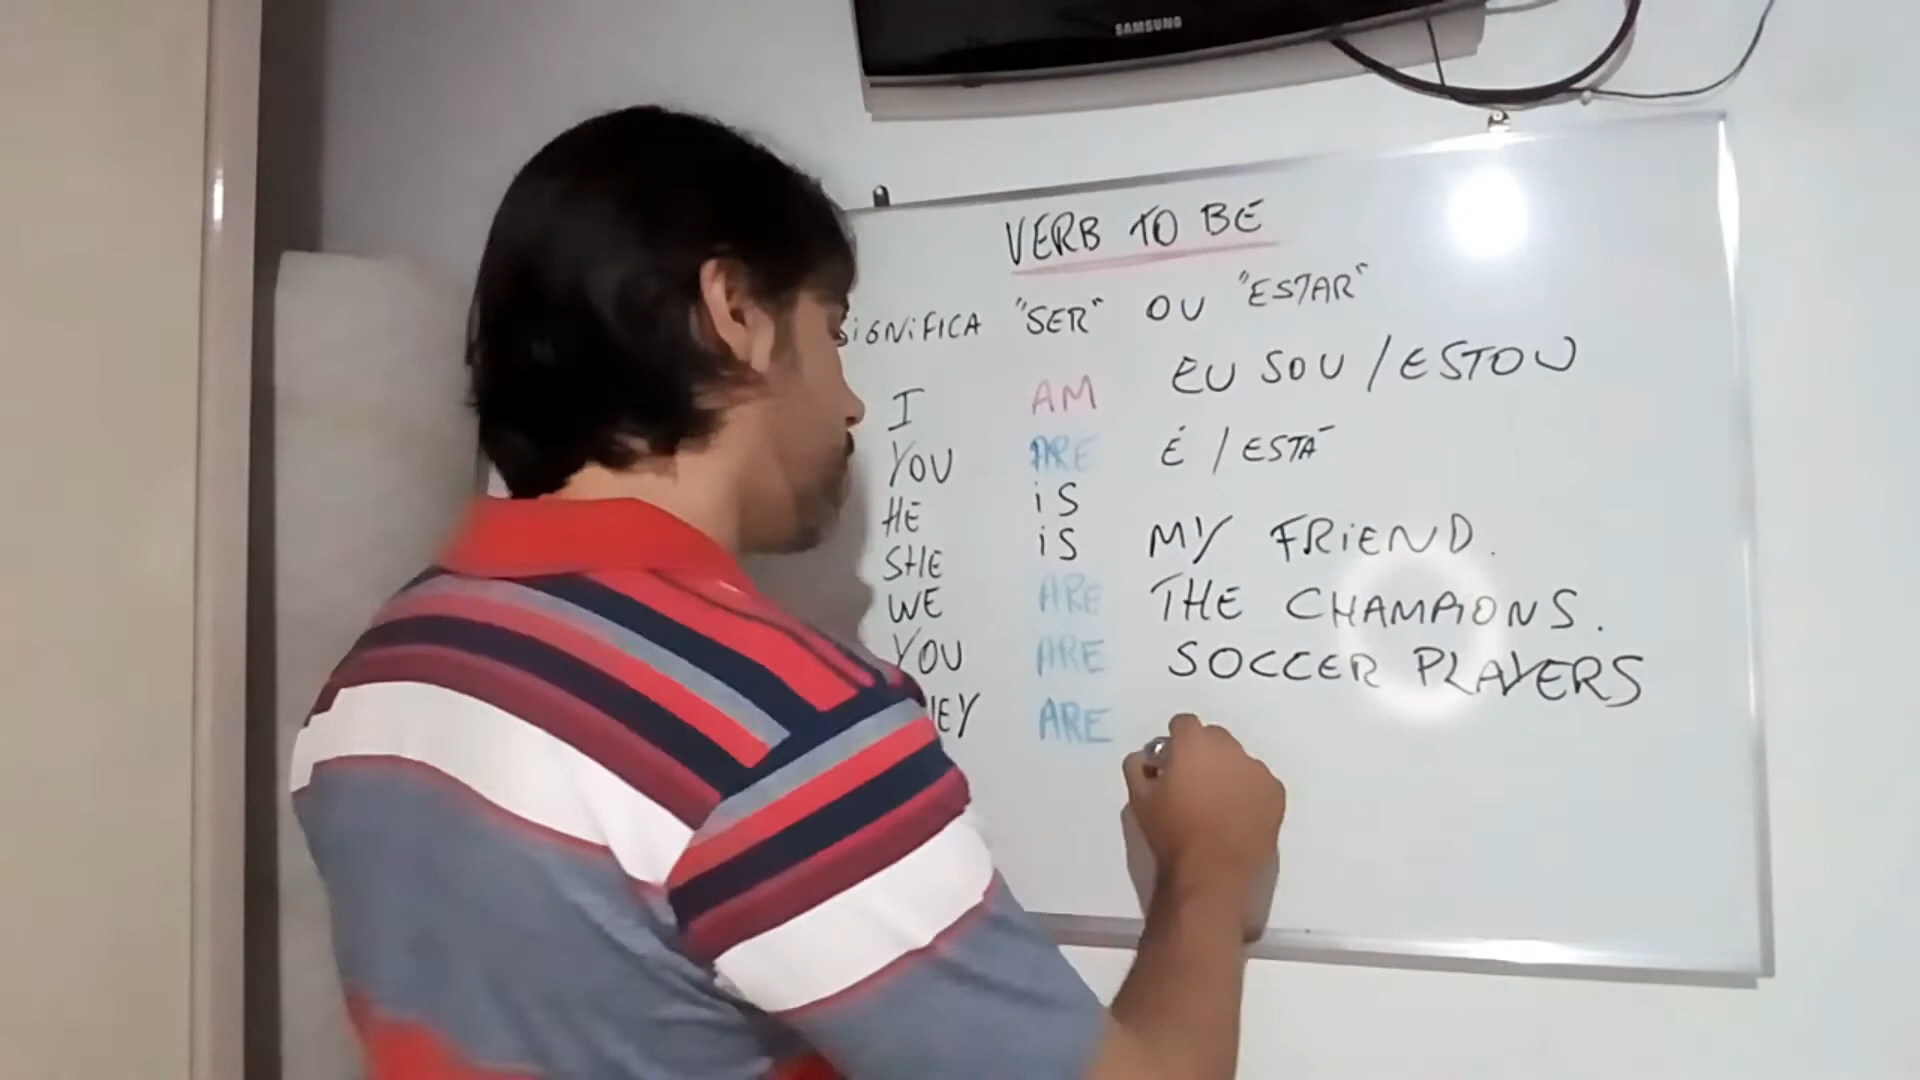 SAMSUNG
VERB TO BE
SiGNiFICA "SER" OU "ESTAR"
I AM EU SOU / ESTOU
YOU ARE É / ESTÁ
HE iS
SHE iS MY FRiEND.
WE ARE THE CHAMPIONS.
YOU ARE SOCCER PLAYERS
HEY ARE